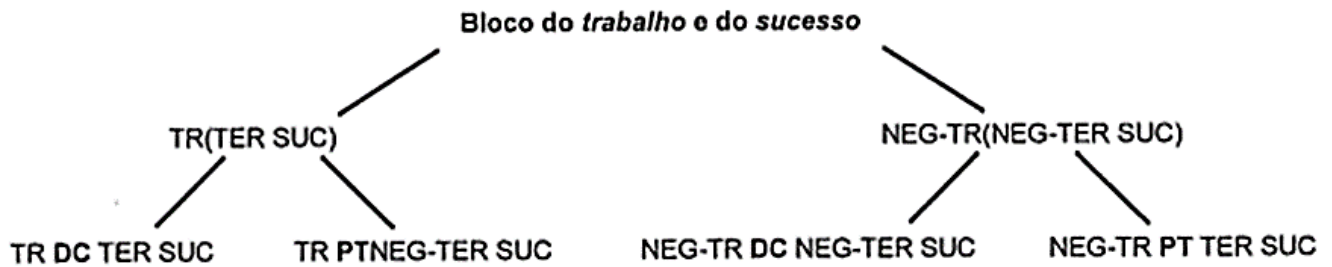 Bloco do trabalho e do sucesso
TR(TER SUC) NEG-TR(NEG-TER SUC)
TR DC TER SUC TR PTNEG-TER SUC NEG-TR DC NEG-TER SUC NEG-TR PT TER SUC